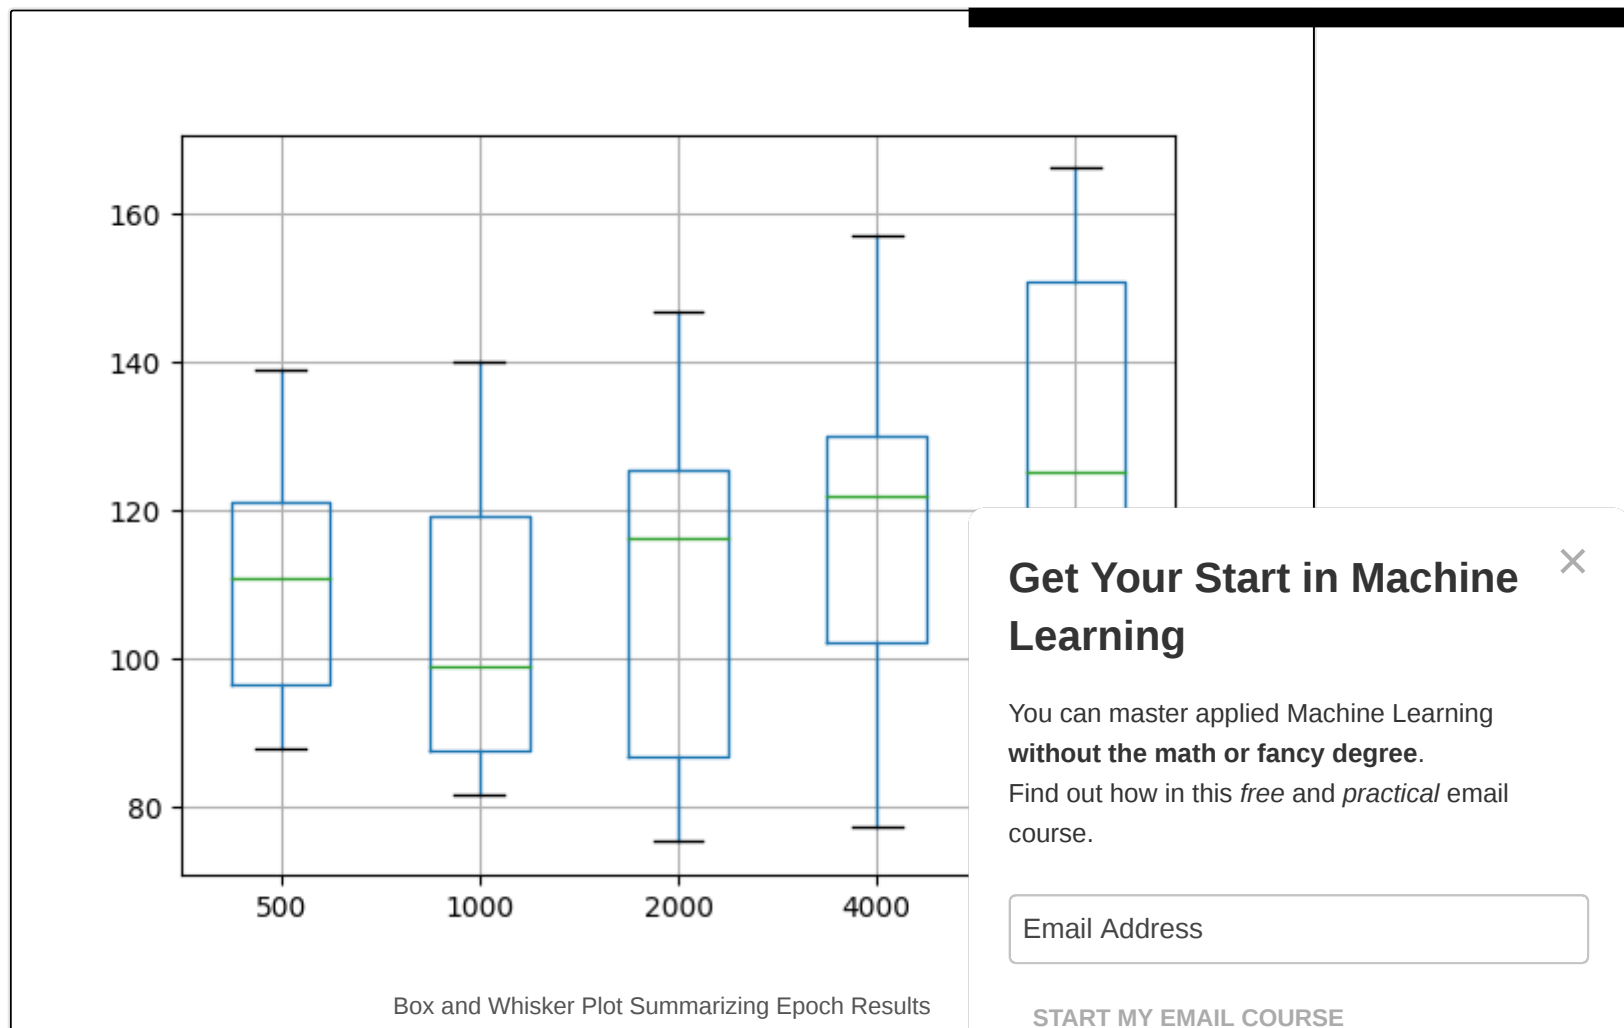 160
140
120
100
80
500 1000 2000 4000
Box and Whisker Plot Summarizing Epoch Results
Get Your Start in Machine
Learning
×
You can master applied Machine Learning
without the math or fancy degree.
Find out how in this free and practical email
course.
Email Address
START MY EMAIL COURSE